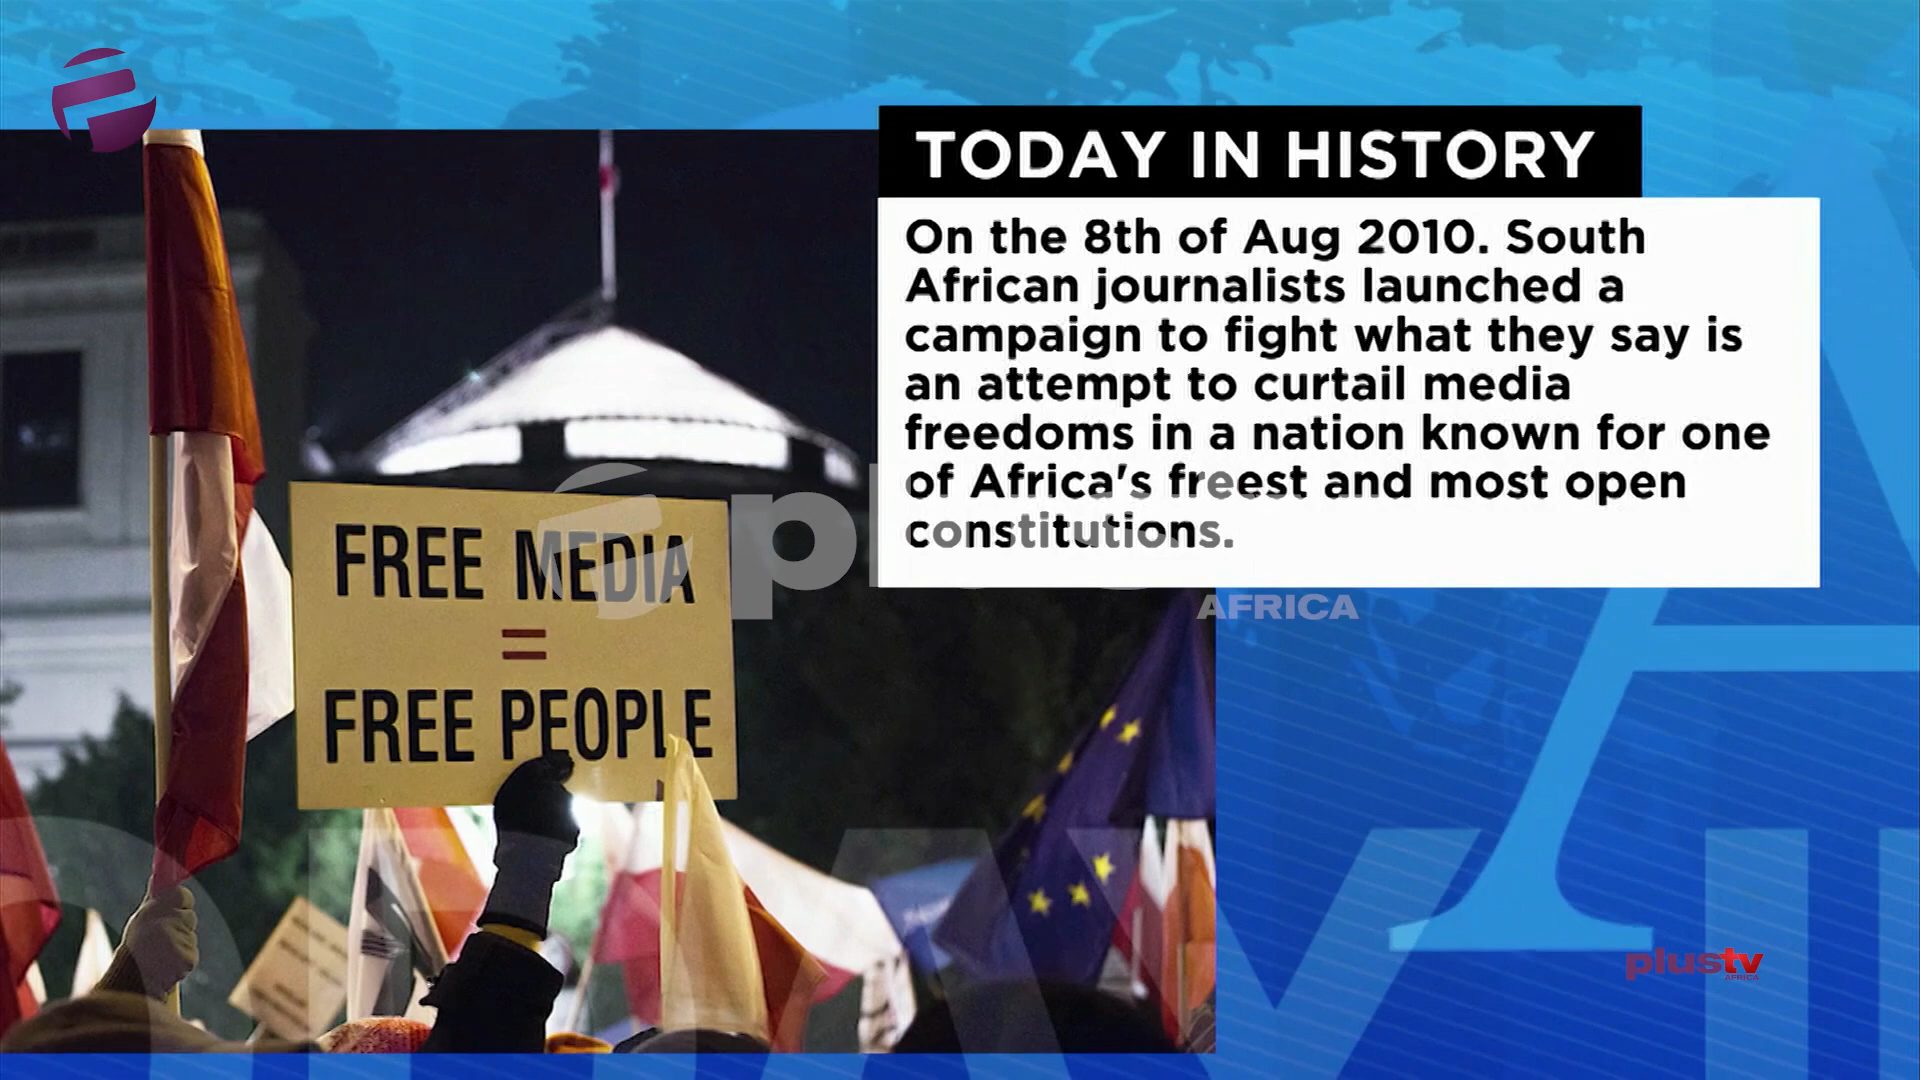 TODAY IN HISTORY
On the 8th of Aug 2010. South
African journalists launched a
campaign to fight what they say is
an attempt to curtail media
freedoms in a nation known for one
of Africa's freest and most open
constitutions.
FREE MEDIA
=
FREE PEOPLE
AFRICA
plustv
AFRICA